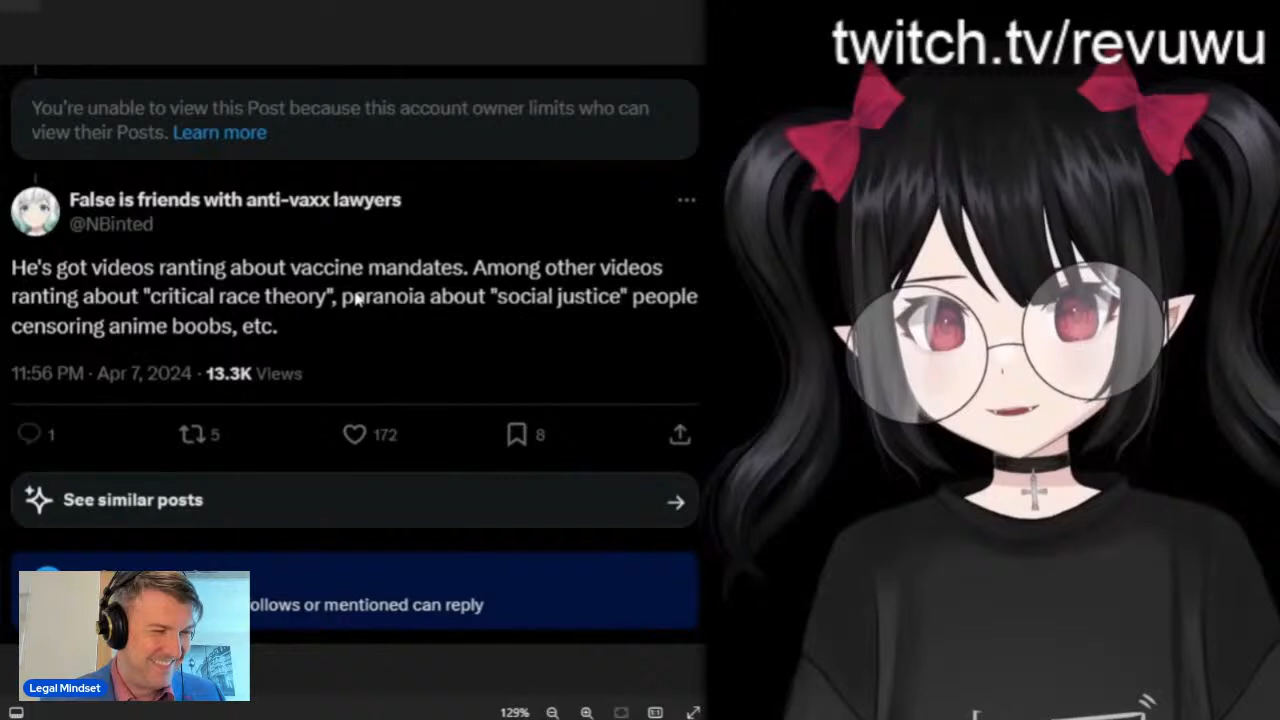 twitch.tv/revuwu
You're unable to view this Post because this account owner limits who can
view their Posts. Learn more
False is friends with anti-vaxx lawyers
@NBinted
He's got videos ranting about vaccine mandates. Among other videos
ranting about "critical race theory", paranoia about "social justice" people
censoring anime boobs, etc.
11:56 PM · Apr 7, 2024 · 13.3K Views
1 5 172 8
See similar posts
ollows or mentioned can reply
Legal Mindset
129%